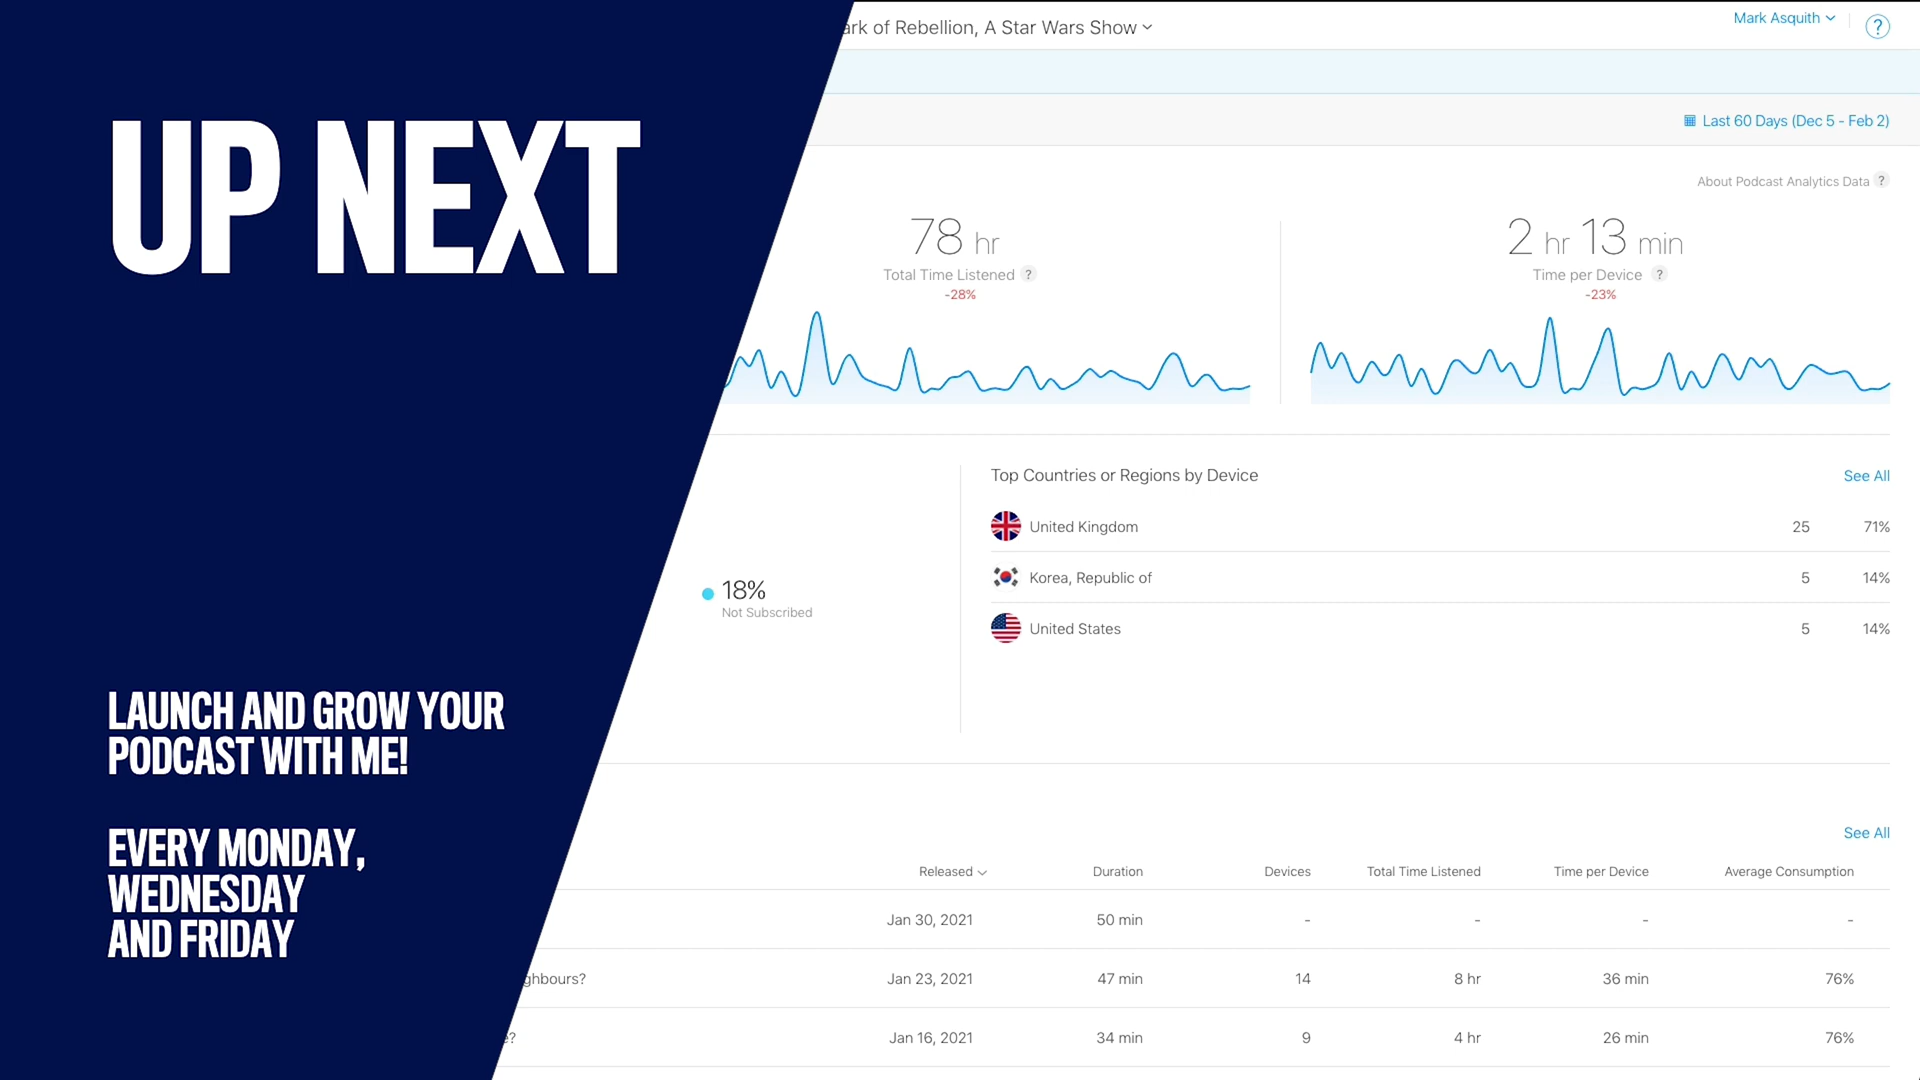 UP NEXT
LAUNCH AND GROW YOUR
PODCAST WITH ME!
EVERY MONDAY,
WEDNESDAY
AND FRIDAY
ark of Rebellion, A Star Wars Show
Mark Asquith
?
Last 60 Days (Dec 5 - Feb 2)
About Podcast Analytics Data ?
78 hr
Total Time Listened ?
-28%
2 hr 13 min
Time per Device ?
-23%
18%
Not Subscribed
Top Countries or Regions by Device See All
United Kingdom 25 71%
Korea, Republic of 5 14%
United States 5 14%
See All
Released Duration Devices Total Time Listened Time per Device Average Consumption
Jan 30, 2021 50 min - - - -
ghbours? Jan 23, 2021 47 min 14 8 hr 36 min 76%
e? Jan 16, 2021 34 min 9 4 hr 26 min 76%